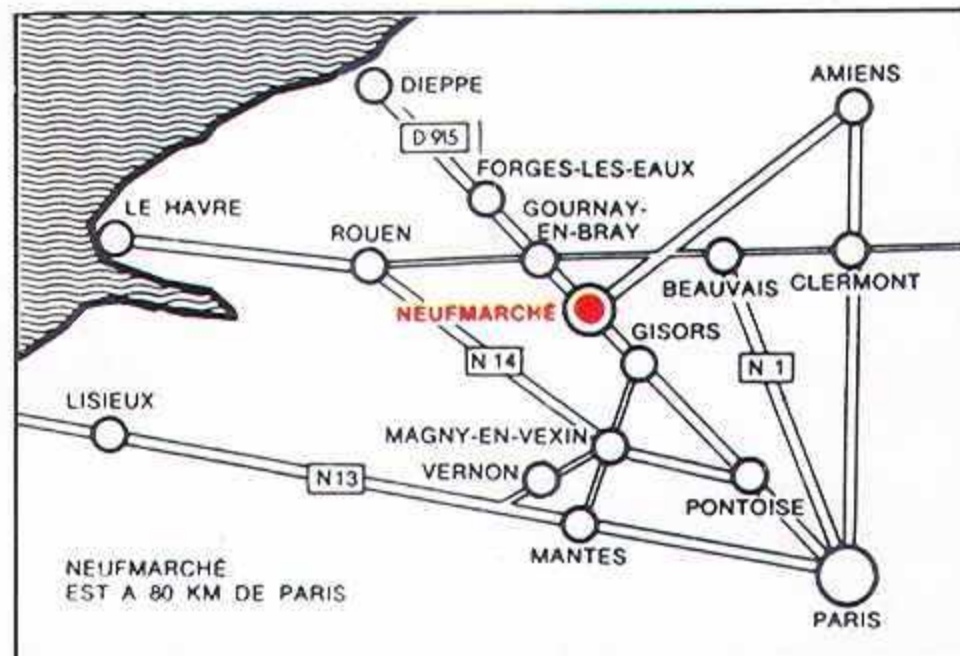 DIEPPE
AMIENS
D 915
FORGES-LES-EAUX
LE HAVRE
GOURNAY-
EN-BRAY
ROUEN
BEAUVAIS
CLERMONT
NEUFMARCHÉ
GISORS
N 14
N 1
LISIEUX
MAGNY-EN-VEXIN
VERNON
N13
PONTOISE
MANTES
NEUFMARCHÉ
EST A 80 KM DE PARIS
PARIS